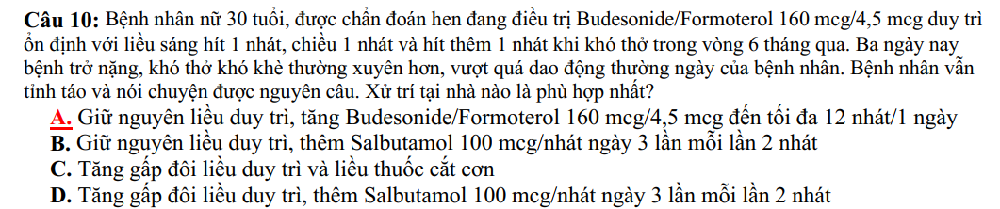 Câu 10: Bệnh nhân nữ 30 tuổi, được chẩn đoán hen đang điều trị Budesonide/Formoterol 160 mcg/4,5 mcg duy trì
ổn định với liều sáng hít 1 nhát, chiều 1 nhát và hít thêm 1 nhát khi khó thở trong vòng 6 tháng qua. Ba ngày nay
bệnh trở nặng, khó thở khó khè thường xuyên hơn, vượt quá dao động thường ngày của bệnh nhân. Bệnh nhân vẫn
tỉnh táo và nói chuyện được nguyên câu. Xử trí tại nhà nào là phù hợp nhất?
A. Giữ nguyên liều duy trì, tăng Budesonide/Formoterol 160 mcg/4,5 mcg đến tối đa 12 nhát/1 ngày
B. Giữ nguyên liều duy trì, thêm Salbutamol 100 mcg/nhát ngày 3 lần mỗi lần 2 nhát
C. Tăng gấp đôi liều duy trì và liều thuốc cắt cơn
D. Tăng gấp đôi liều duy trì, thêm Salbutamol 100 mcg/nhát ngày 3 lần mỗi lần 2 nhát